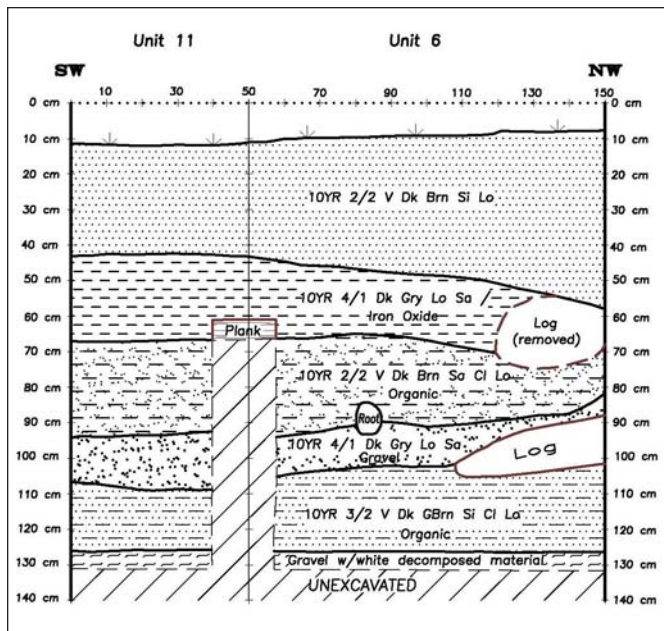 Unit 11 Unit 6
SW NW
10 30 50 70 90 110 130 150
0 cm 0 cm
10 cm 10 cm
20 cm 20 cm
10YR 2/2 V Dk Brn Si Lo
30 cm 30 cm
40 cm 40 cm
50 cm 50 cm
10YR 4/1 Dk Gry Lo Sa /
Iron Oxide
60 cm 60 cm
Plank
Log
(removed)
70 cm 70 cm
10YR 2/2 V Dk Brn Sa Cl Lo
Organic
80 cm 80 cm
Root
90 cm 90 cm
10YR 4/1 Dk Gry Lo Sa
Gravel
Log
100 cm 100 cm
110 cm 110 cm
10YR 3/2 V Dk GBrn Si Cl Lo
Organic
120 cm 120 cm
Gravel w/white decomposed material
130 cm 130 cm
UNEXCAVATED
140 cm 140 cm